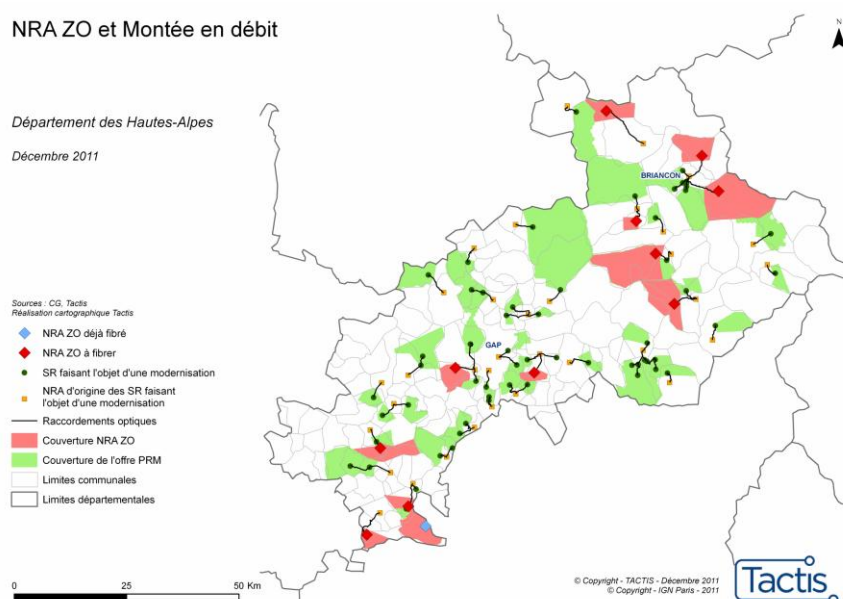 NRA ZO et Montée en débit
Département des Hautes-Alpes
Décembre 2011
BRIANCON
GAP
Sources : CG, Tactis
Réalisation cartographique Tactis
NRA ZO déjà fibré
NRA ZO à fibrer
SR faisant l'objet d'une modernisation
NRA d'origine des SR faisant
l'objet d'une modernisation
Raccordements optiques
Couverture NRA ZO
Couverture de l'offre PRM
Limites communales
Limites départementales
0 25 50 Km
© Copyright - TACTIS - Décembre 2011
© Copyright - IGN Paris - 2011
Tactis
N